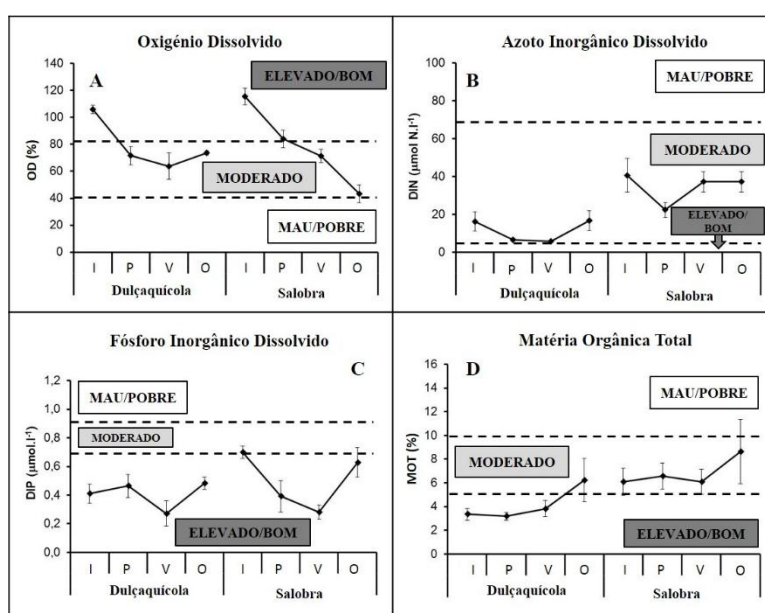 Oxigénio Dissolvido
A
ELEVADO/BOM
MODERADO
MAU/POBRE
OD (%)
140
120
100
80
60
40
20
0
I P V O I P V O
Dulçaquícola Salobra
Azoto Inorgânico Dissolvido
B
MAU/POBRE
MODERADO
ELEVADO/
BOM
DIN (µmol N.l-1)
100
80
60
40
20
0
I P V O I P V O
Dulçaquícola Salobra
Fósforo Inorgânico Dissolvido
C
MAU/POBRE
MODERADO
ELEVADO/BOM
DIP (µmol.l-1)
1,2
1,0
0,8
0,6
0,4
0,2
0,0
I P V O I P V O
Dulçaquícola Salobra
Matéria Orgânica Total
D
MAU/POBRE
MODERADO
ELEVADO/BOM
MOT (%)
16
14
12
10
8
6
4
2
0
I P V O I P V O
Dulçaquícola Salobra